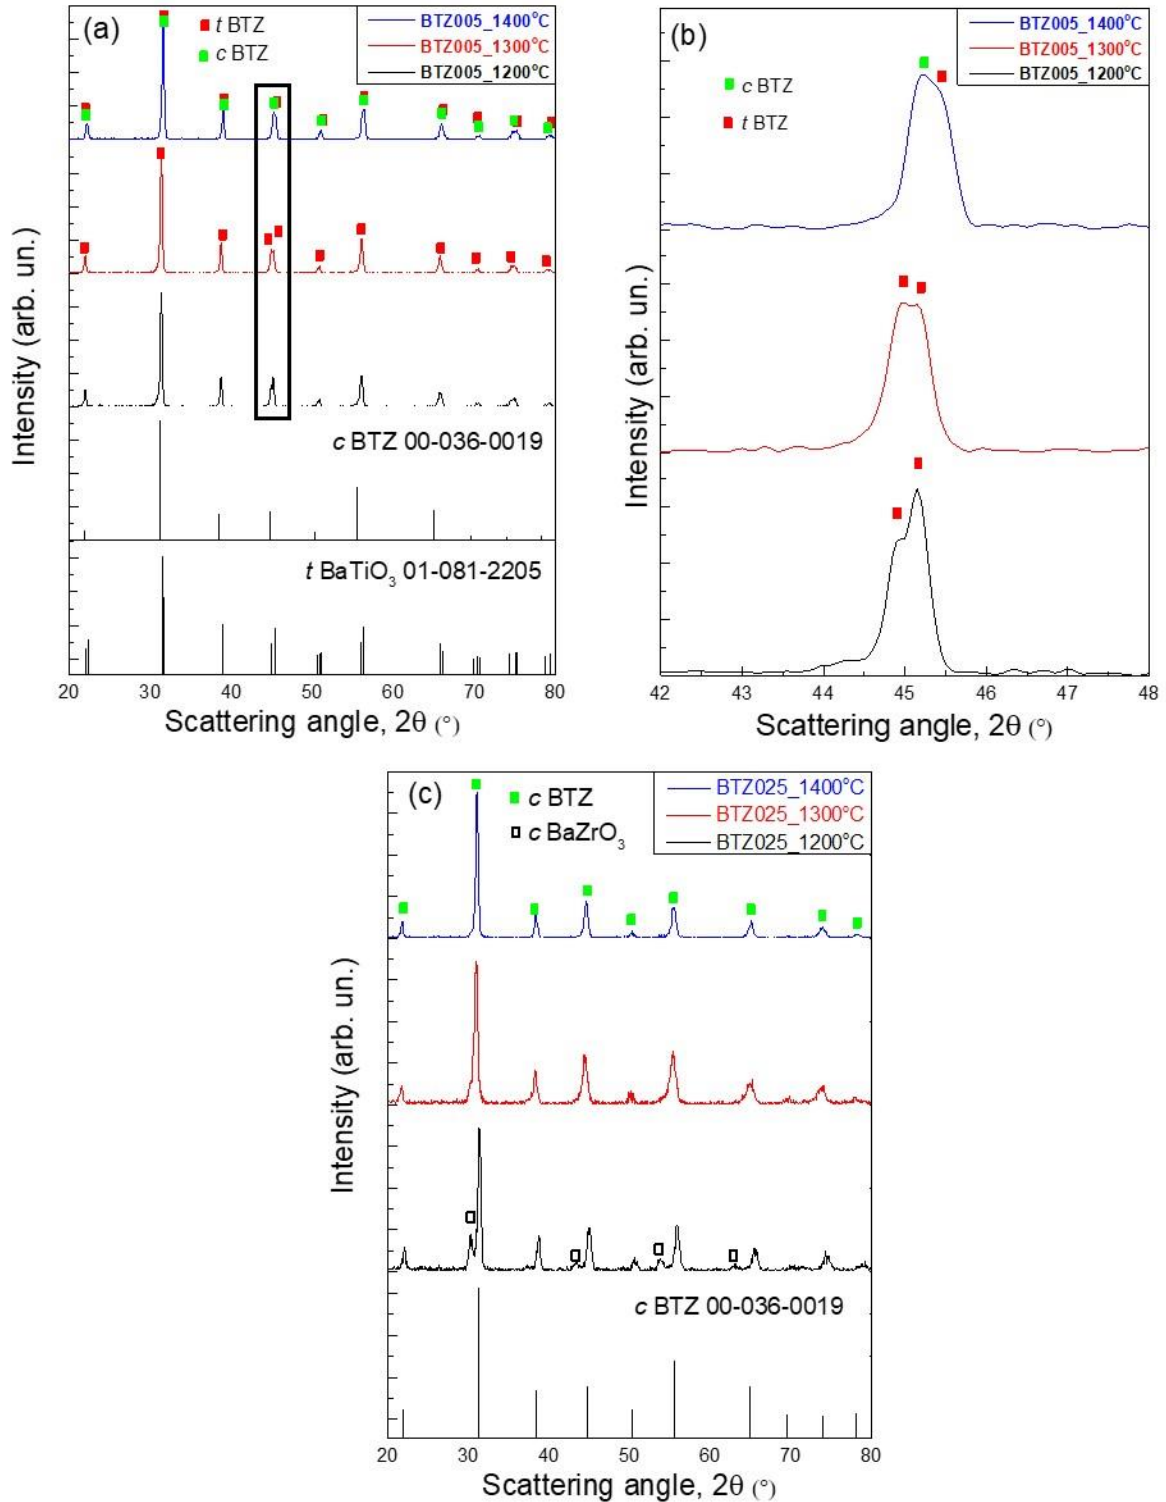 (a)
t BTZ
c BTZ
BTZ005_1400°C
BTZ005_1300°C
BTZ005_1200°C
c BTZ 00-036-0019
t BaTiO3 01-081-2205
20 30 40 50 60 70 80
Scattering angle, 2θ (°)
Intensity (arb. un.)
(b)
c BTZ
t BTZ
BTZ005_1400°C
BTZ005_1300°C
BTZ005_1200°C
42 43 44 45 46 47 48
Scattering angle, 2θ (°)
Intensity (arb. un.)
(c)
c BTZ
c BaZrO3
BTZ025_1400°C
BTZ025_1300°C
BTZ025_1200°C
c BTZ 00-036-0019
20 30 40 50 60 70 80
Scattering angle, 2θ (°)
Intensity (arb. un.)